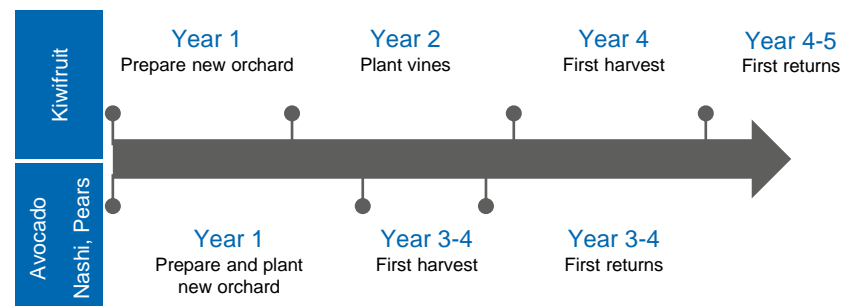 Kiwifruit
Year 1
Prepare new orchard
Year 2
Plant vines
Year 4
First harvest
Year 4-5
First returns
Avocado
Nashi, Pears
Year 1
Prepare and plant
new orchard
Year 3-4
First harvest
Year 3-4
First returns